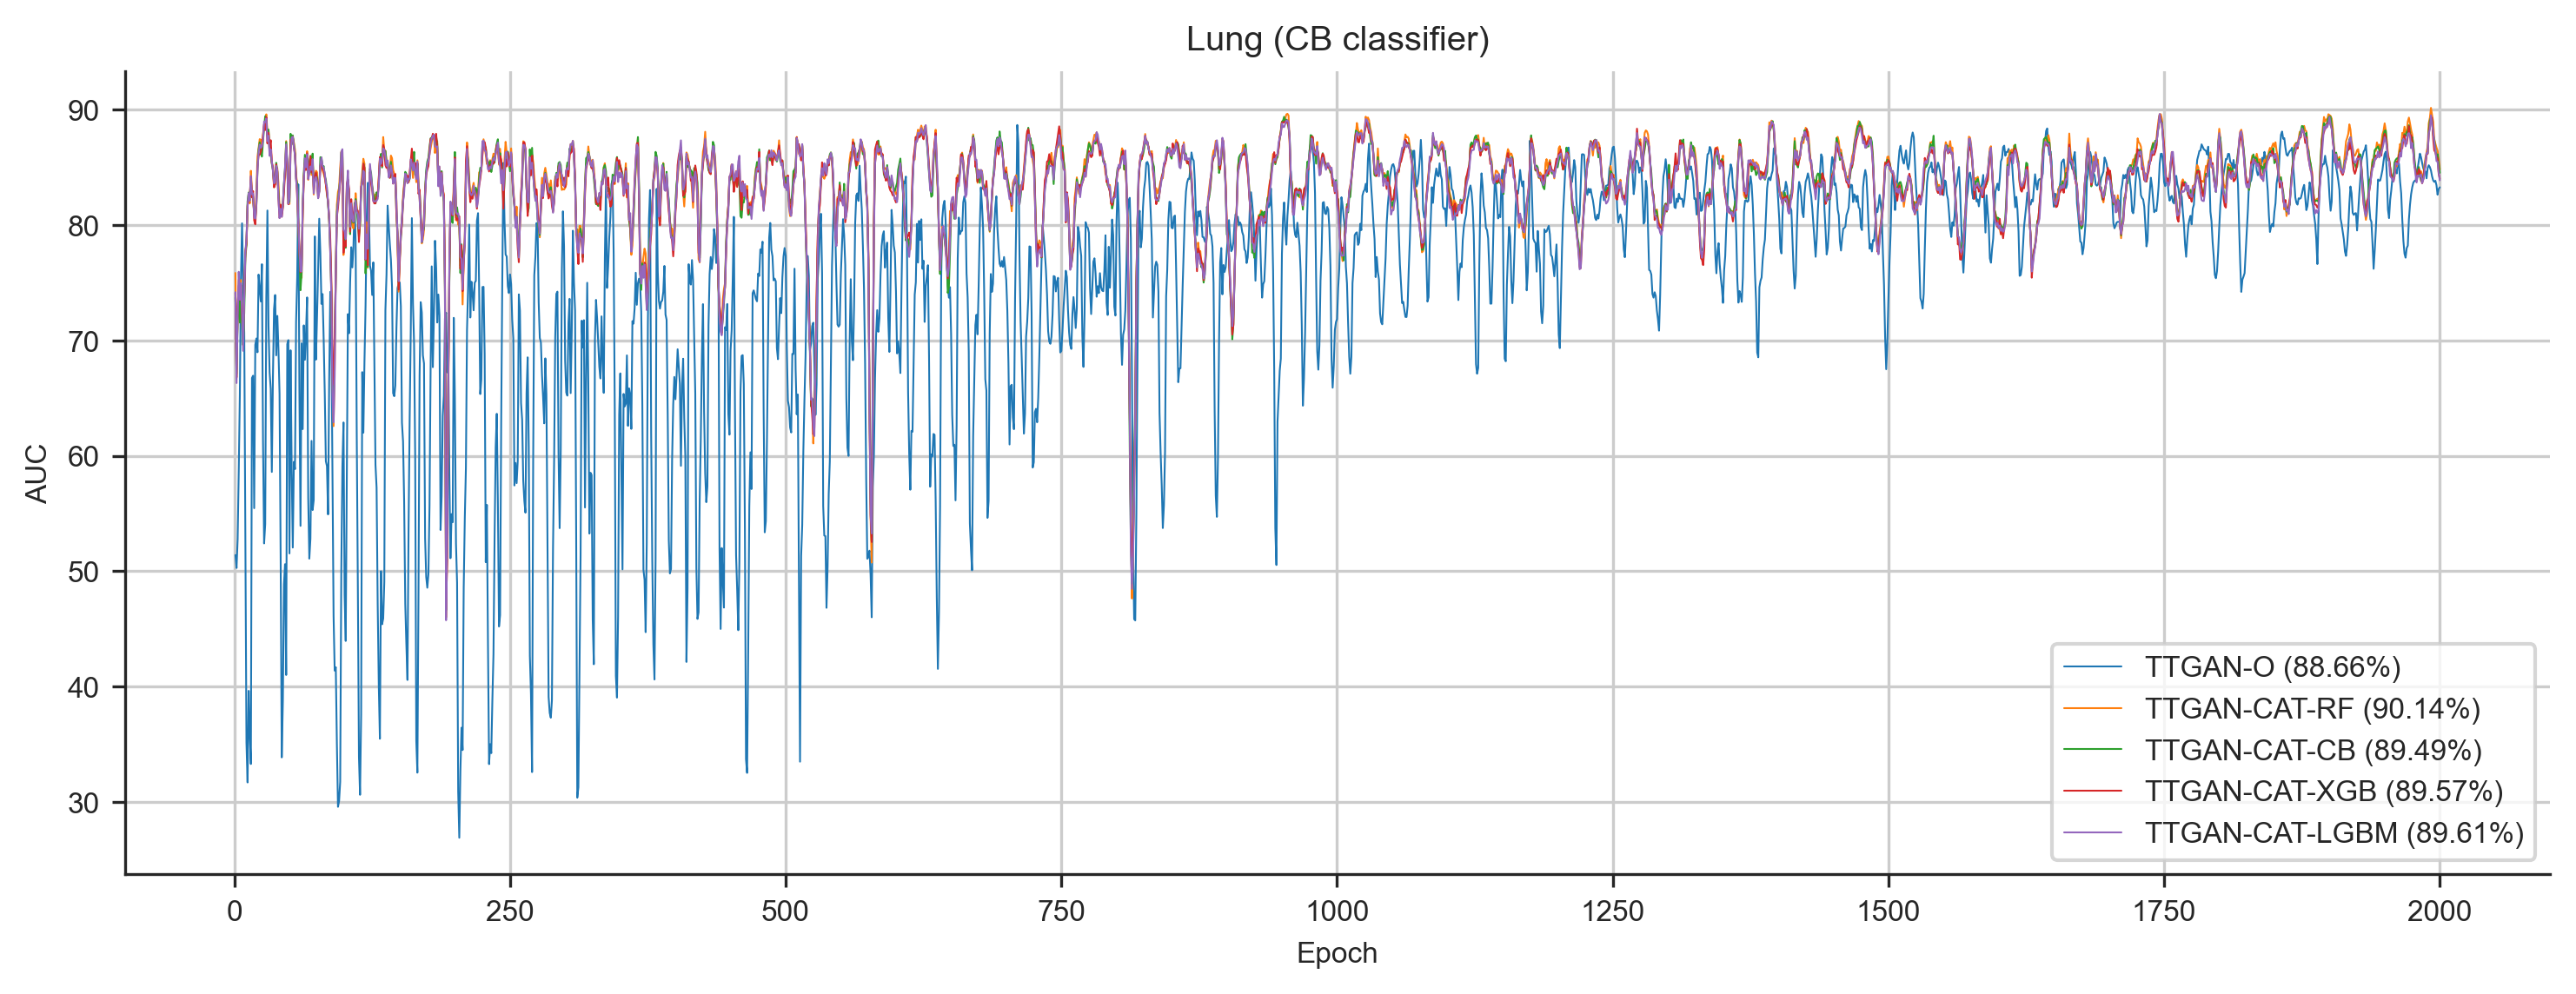 Lung (CB classifier)
AUC
90
80
70
60
50
40
30
0 250 500 750 1000 1250 1500 1750 2000
Epoch
TTGAN-O (88.66%)
TTGAN-CAT-RF (90.14%)
TTGAN-CAT-CB (89.49%)
TTGAN-CAT-XGB (89.57%)
TTGAN-CAT-LGBM (89.61%)